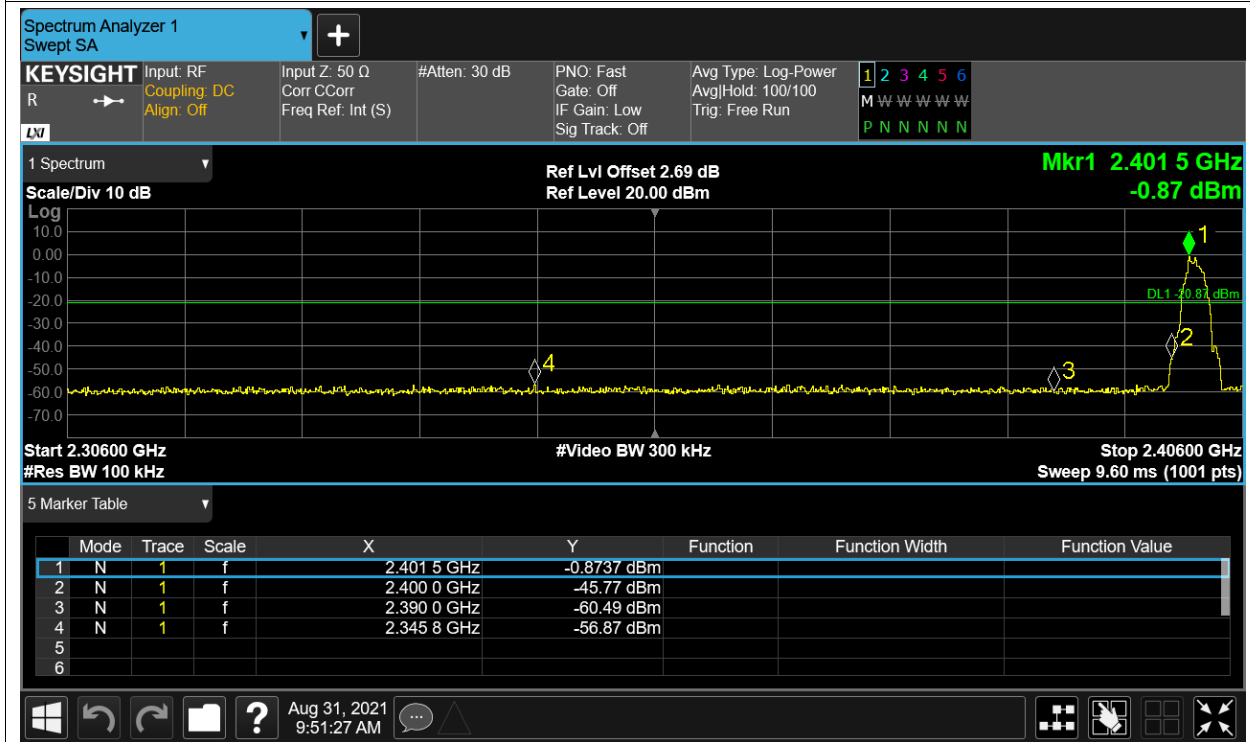 Spectrum Analyzer 1
Swept SA
+
KEYSIGHT
R
LXI
Input: RF
Coupling: DC
Align: Off
Input Z: 50 Ω
Corr CCorr
Freq Ref: Int (S)
#Atten: 30 dB
PNO: Fast
Gate: Off
IF Gain: Low
Sig Track: Off
Avg Type: Log-Power
Avg|Hold: 100/100
Trig: Free Run
1 2 3 4 5 6
M W W W W W
P N N N N N
1 Spectrum
Scale/Div 10 dB
Ref Lvl Offset 2.69 dB
Ref Level 20.00 dBm
Mkr1 2.401 5 GHz
-0.87 dBm
Log
10.0
0.00
-10.0
-20.0
-30.0
-40.0
-50.0
-60.0
-70.0
1
DL1 -20.87 dBm
2
4
3
Start 2.30600 GHz
#Res BW 100 kHz
#Video BW 300 kHz
Stop 2.40600 GHz
Sweep 9.60 ms (1001 pts)
5 Marker Table
Mode Trace Scale X Y Function Function Width Function Value
1 N 1 f 2.401 5 GHz -0.8737 dBm
2 N 1 f 2.400 0 GHz -45.77 dBm
3 N 1 f 2.390 0 GHz -60.49 dBm
4 N 1 f 2.345 8 GHz -56.87 dBm
5
6
?
Aug 31, 2021
9:51:27 AM